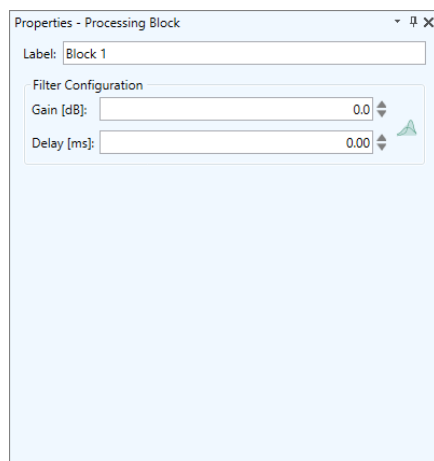 Properties - Processing Block
Label: Block 1
Filter Configuration
Gain [dB]: 0.0
Delay [ms]: 0.00